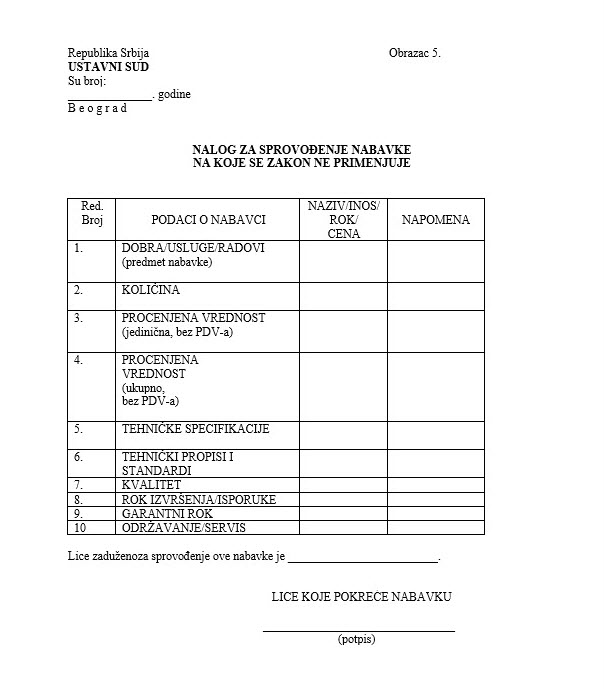 Republika Srbija Obrazac 5.
USTAVNI SUD
Su broj:
______________. godine
B e o g r a d
NALOG ZA SPROVOĐENJE NABAVKE
NA KOJE SE ZAKON NE PRIMENJUJE
Red. Broj PODACI O NABAVCI NAZIV/INOS/ ROK/ CENA NAPOMENA
1. DOBRA/USLUGE/RADOVI
(predmet nabavke)
2. KOLIČINA
3. PROCENJENA VREDNOST
(jedinična, bez PDV-a)
4. PROCENJENA
VREDNOST
(ukupno,
bez PDV-a)
5. TEHNIČKE SPECIFIKACIJE
6. TEHNIČKI PROPISI I
STANDARDI
7. KVALITET
8. ROK IZVRŠENJA/ISPORUKE
9. GARANTNI ROK
10 ODRŽAVANJE/SERVIS
Lice zaduženoza sprovođenje ove nabavke je _________________________.
LICE KOJE POKREĆE NABAVKU
________________________________
(potpis)